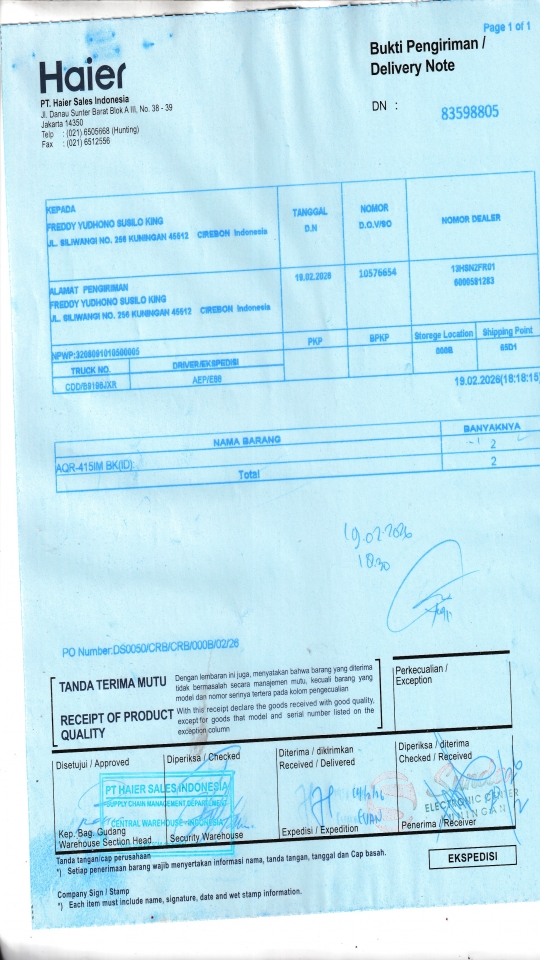 Page 1 of 1
Haier
Bukti Pengiriman /
Delivery Note
PT. Haier Sales Indonesia
Jl. Danau Sunter Barat Blok A III, No. 38 - 39
Jakarta 14350
Telp : (021) 6505668 (Hunting)
Fax : (021) 6512556
DN : 83598805
KEPADA
FREDDY YUDHONO SUSILO KING
JL. SILIWANGI NO. 256 KUNINGAN 45512 CIREBON Indonesia
TANGGAL
D.N
NOMOR
D.O.V/SO
NOMOR DEALER
ALAMAT PENGIRIMAN
FREDDY YUDHONO SUSILO KING
JL. SILIWANGI NO. 256 KUNINGAN 45512 CIREBON Indonesia
19.02.2026
10576654
13HSN2FR01
6000581283
NPWP:3208091010500005
PKP
BPKP
Storege Location
Shipping Point
000B
65D1
TRUCK NO.
DRIVER/EKSPEDISI
CDD/B9198JXR
AEP/E98
19.02.2026(18:18:15
NAMA BARANG
BANYAKNYA
AQR-415IM BK(ID)
2
Total
2
19.02.2026
18.30
PO Number:DS0050/CRB/CRB/000B/02/26
TANDA TERIMA MUTU
Dengan lembaran ini juga, menyatakan bahwa barang yang diterima
tidak bermasalah secara manajemen mutu, kecuali barang yang
model dan nomor serinya tertera pada kolom pengecualian
RECEIPT OF PRODUCT
QUALITY
With this receipt declare the goods received with good quality,
except for goods that model and serial number listed on the
exception column
Perkecualian /
Exception
Disetujui / Approved
Diperiksa / Checked
Diterima / dikirimkan
Received / Delivered
Diperiksa / diterima
Checked / Received
PT HAIER SALES INDONESIA
SUPPLY CHAIN MANAGEMENT DEPARTMENT
CENTRAL WAREHOUSE - INDONESIA
EVAN
ELECTRONIC CENTER
KUNINGAN
Kep. Bag. Gudang
Warehouse Section Head
Security Warehouse
Expedisi / Expedition
Penerima / Receiver
Tanda tangan/cap perusahaan
*) Setiap penerimaan barang wajib menyertakan informasi nama, tanda tangan, tanggal dan Cap basah.
EKSPEDISI
Company Sign / Stamp
*) Each item must include name, signature, date and wet stamp information.